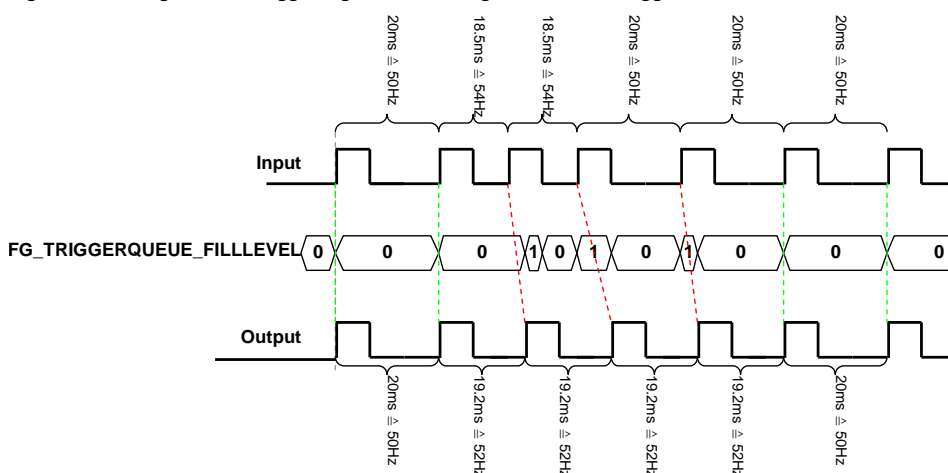 20ms ≙ 50Hz
18.5ms ≙ 54Hz
18.5ms ≙ 54Hz
20ms ≙ 50Hz
20ms ≙ 50Hz
20ms ≙ 50Hz
Input
FG_TRIGGERQUEUE_FILLLEVEL 0 0 0 1 0 1 0 1 0 0 0
Output
20ms ≙ 50Hz
19.2ms ≙ 52Hz
19.2ms ≙ 52Hz
19.2ms ≙ 52Hz
19.2ms ≙ 52Hz
20ms ≙ 50Hz